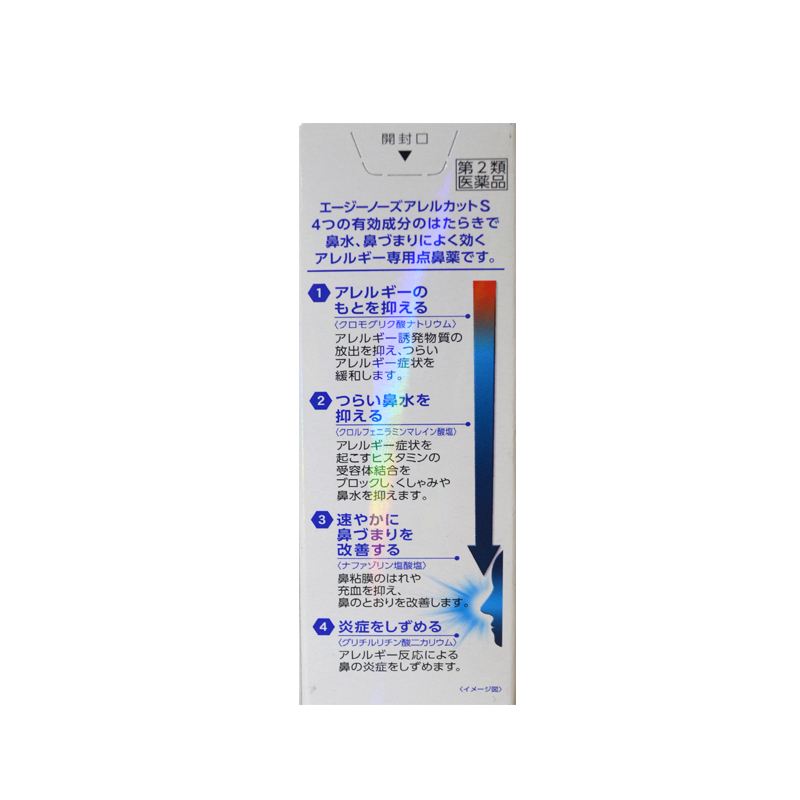 開封口
第2類
医薬品
エージーノーズアレルカットS
4つの有効成分のはたらきで
鼻水、鼻づまりによく効く
アレルギー専用点鼻薬です。
1 アレルギーの
もとを抑える
〈クロモグリク酸ナトリウム〉
アレルギー誘発物質の
放出を抑え、つらい
アレルギー症状を
緩和します。
2 つらい鼻水を
抑える
〈クロルフェニラミンマレイン酸塩〉
アレルギー症状を
起こすヒスタミンの
受容体結合を
ブロックし、くしゃみや
鼻水を抑えます。
3 速やかに
鼻づまりを
改善する
〈ナファゾリン塩酸塩〉
鼻粘膜のはれや
充血を抑え、
鼻のとおりを改善します。
4 炎症をしずめる
〈グリチルリチン酸二カリウム〉
アレルギー反応による
鼻の炎症をしずめます。
〈イメージ図〉